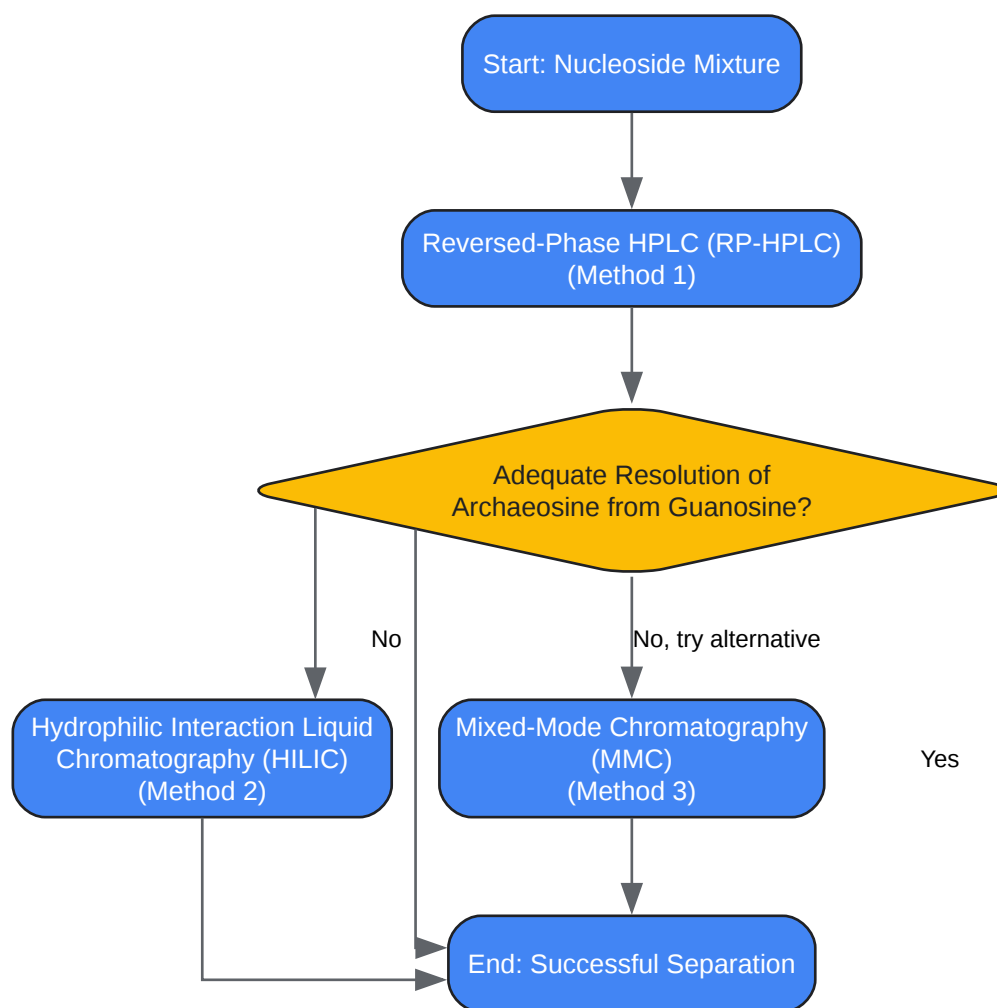 Start: Nucleoside Mixture
Reversed-Phase HPLC (RP-HPLC)
(Method 1)
Adequate Resolution of
Archaeosine from Guanosine?
No
No, try alternative
Hydrophilic Interaction Liquid
Chromatography (HILIC)
(Method 2)
Mixed-Mode Chromatography
(MMC)
(Method 3)
Yes
End: Successful Separation